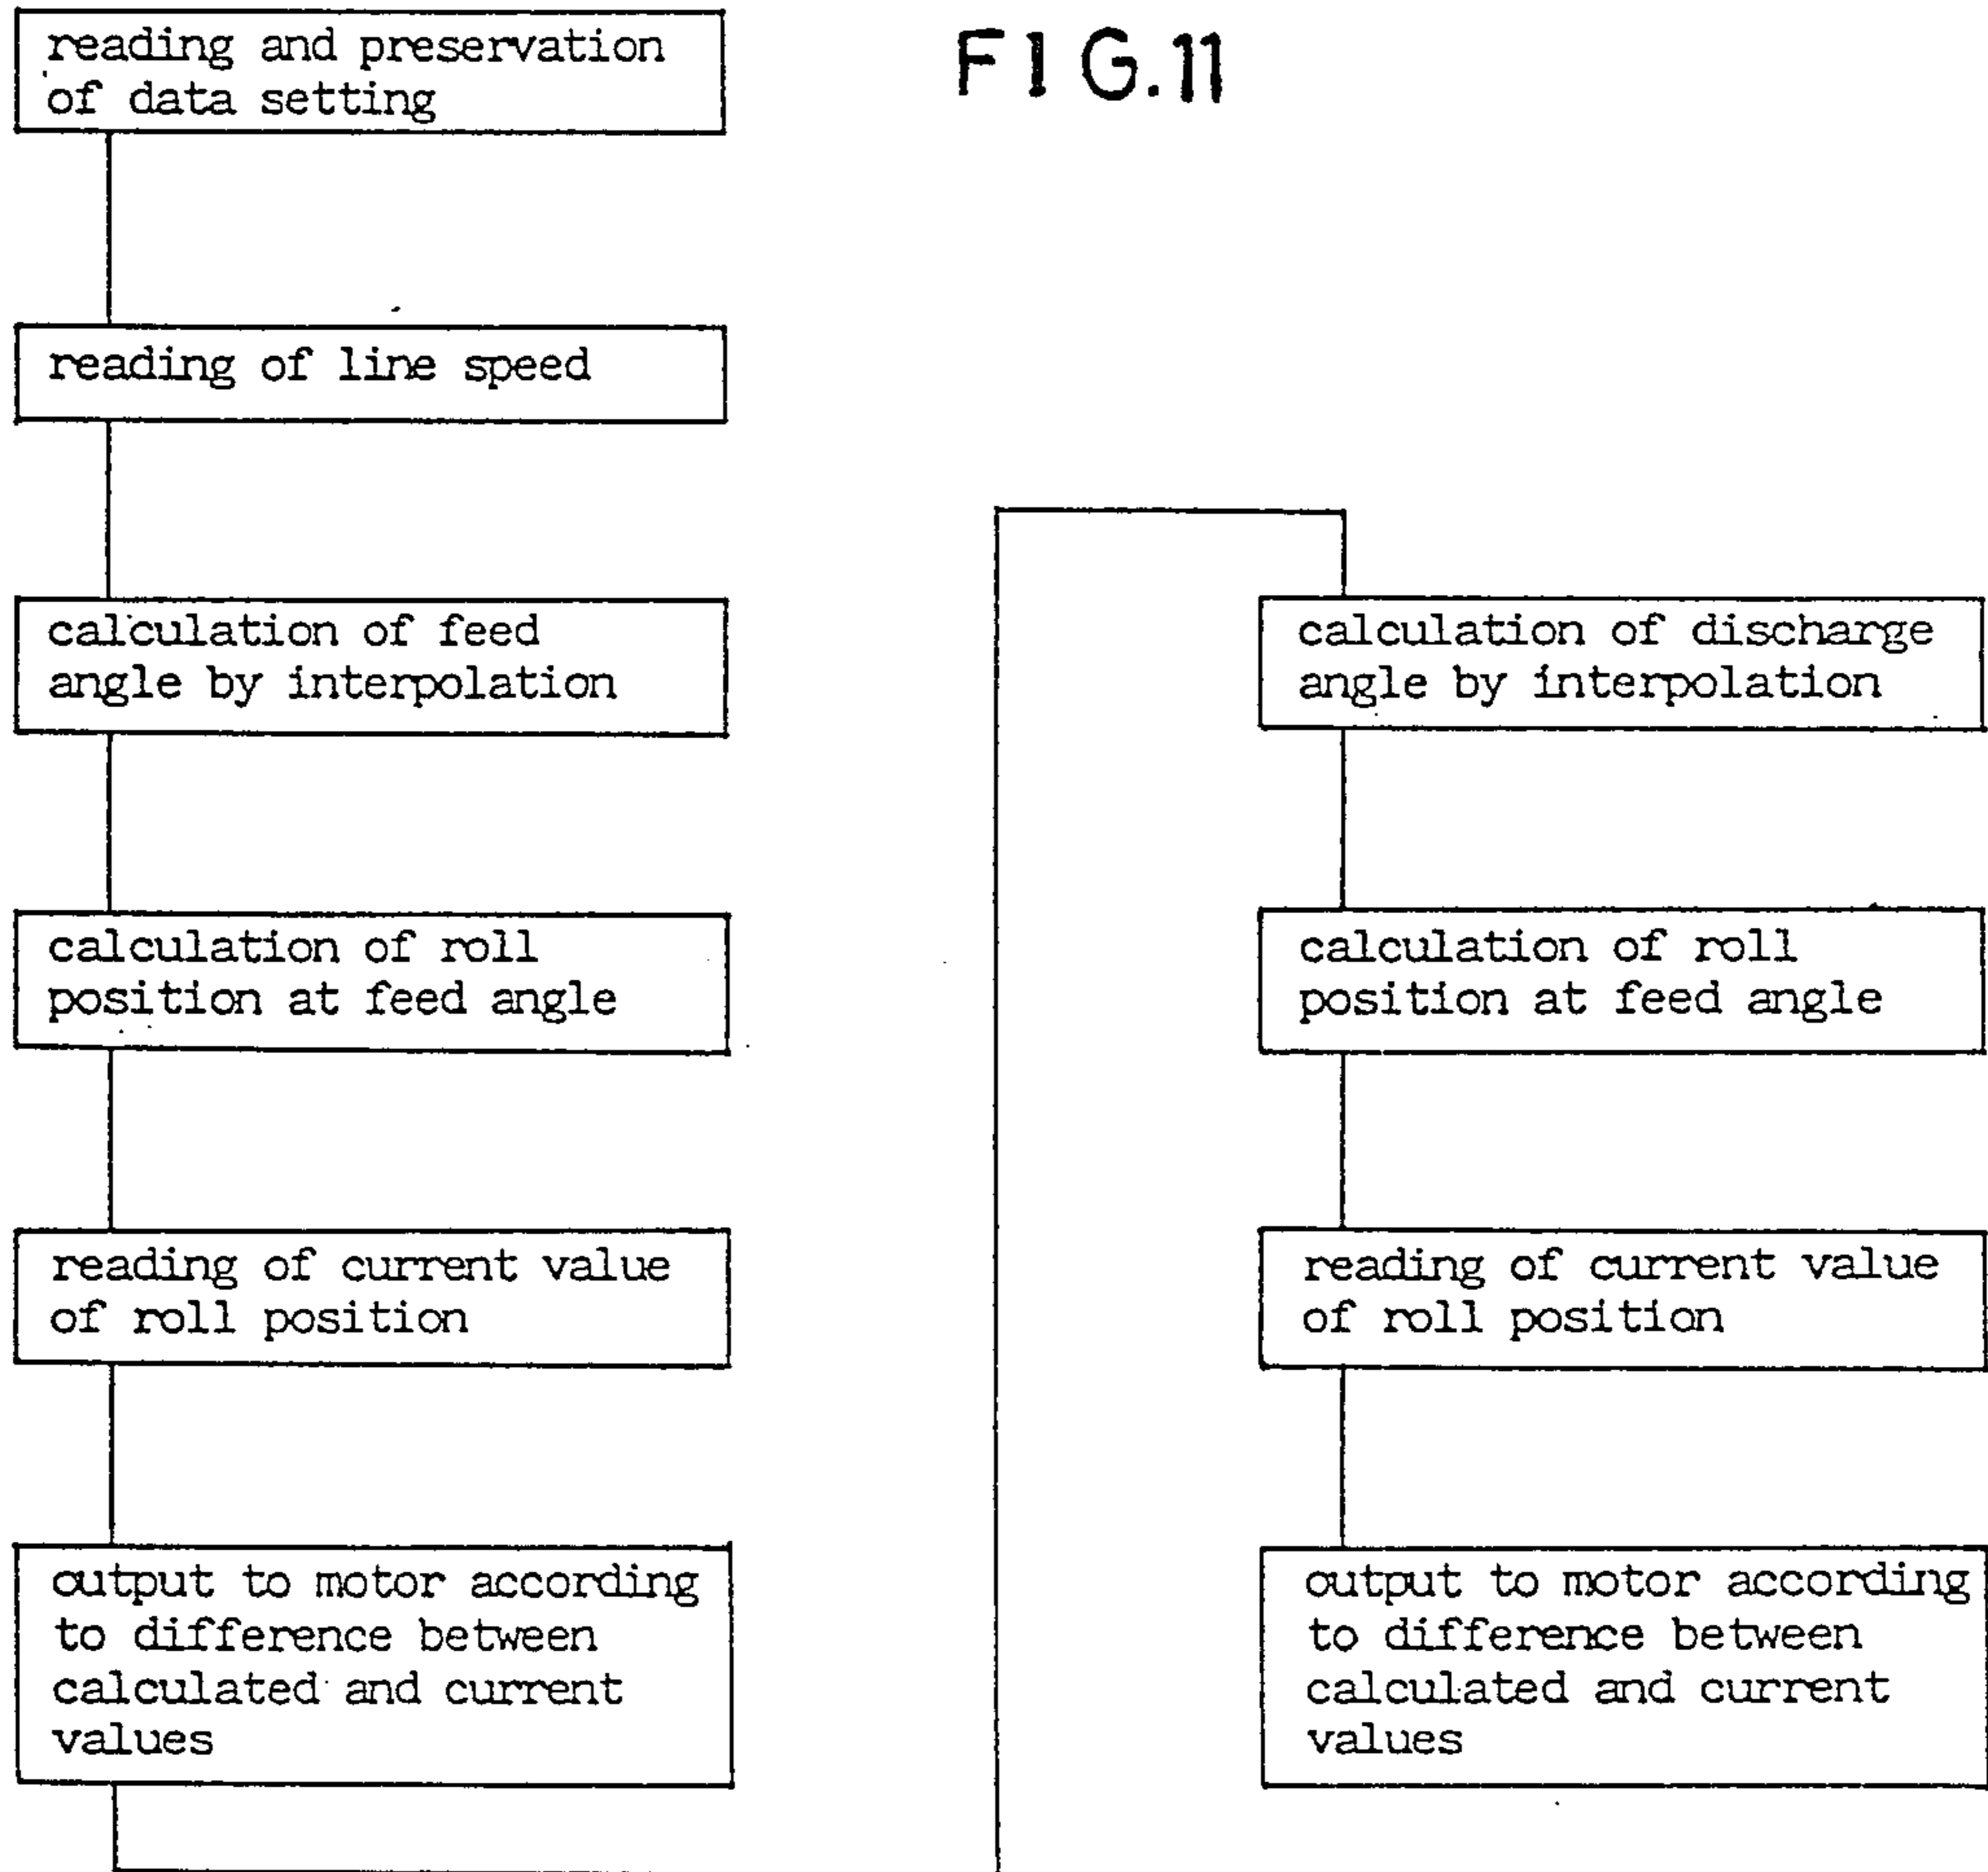 FIG.11
reading and preservation
of data setting
reading of line speed
calculation of feed
angle by interpolation
calculation of roll
position at feed angle
reading of current value
of roll position
output to motor according
to difference between
calculated and current
values
calculation of discharge
angle by interpolation
calculation of roll
position at feed angle
reading of current value
of roll position
output to motor according
to difference between
calculated and current
values